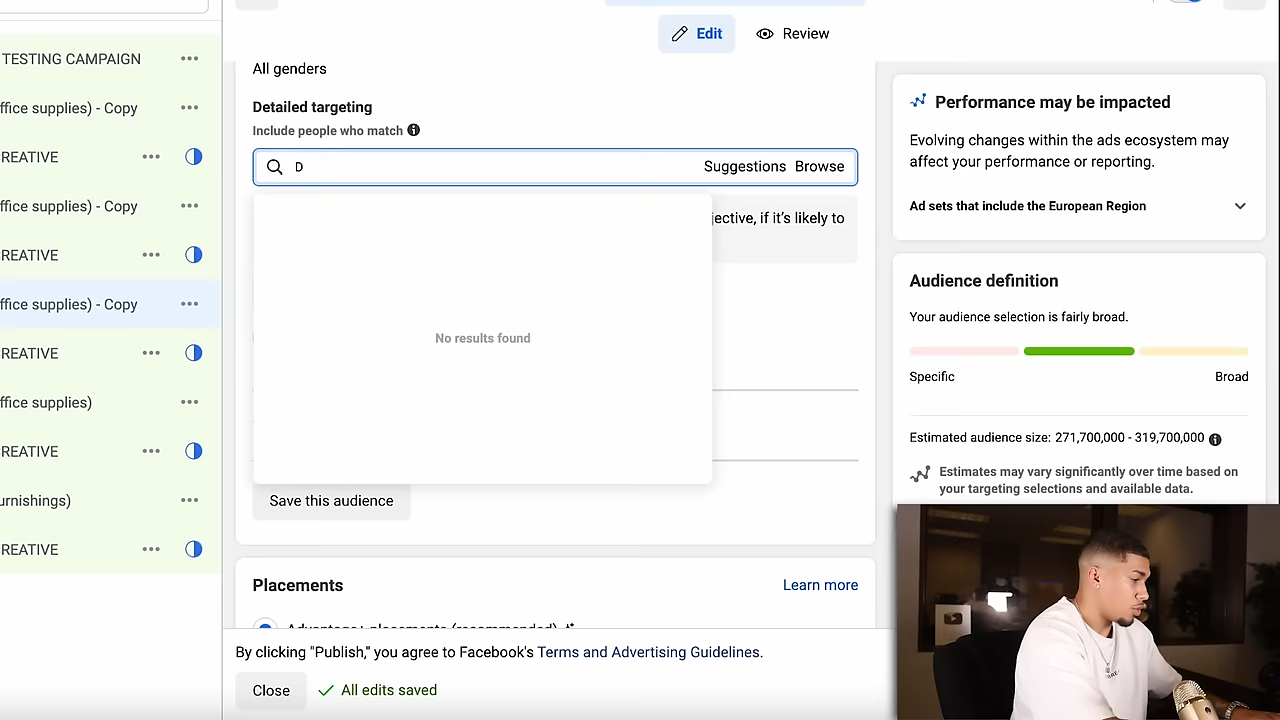 TESTING CAMPAIGN
ffice supplies) - Copy
REATIVE
ffice supplies) - Copy
REATIVE
ffice supplies) - Copy
REATIVE
ffice supplies)
REATIVE
urnishings)
REATIVE
Edit
Review
All genders
Detailed targeting
Include people who match
D
Suggestions Browse
jective, if it's likely to
No results found
Save this audience
Placements
Learn more
Advantage+ placements (recommended)
By clicking "Publish," you agree to Facebook's Terms and Advertising Guidelines.
Close
All edits saved
Performance may be impacted
Evolving changes within the ads ecosystem may
affect your performance or reporting.
Ad sets that include the European Region
Audience definition
Your audience selection is fairly broad.
Specific
Broad
Estimated audience size: 271,700,000 - 319,700,000
Estimates may vary significantly over time based on
your targeting selections and available data.